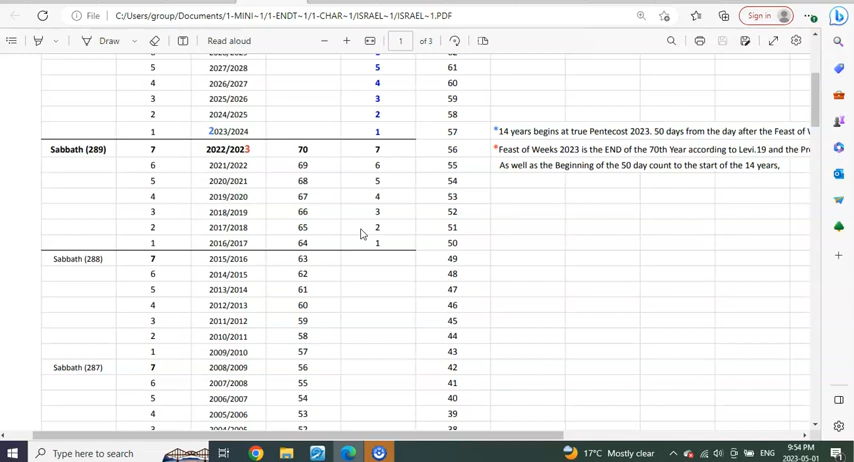 File C:/Users/group/Documents/1-MINI~1/1-ENDT~1/1-CHAR~1/ISRAEL~1/ISRAEL~1.PDF Sign in
Draw Read aloud 1 of 3
5 2027/2028 5 61
4 2026/2027 4 60
3 2025/2026 3 59
2 2024/2025 2 58
1 2023/2024 1 57 *14 years begins at true Pentecost 2023. 50 days from the day after the Feast of
Sabbath (289) 7 2022/2023 70 7 56 *Feast of Weeks 2023 is the END of the 70th Year according to Levi.19 and the
6 2021/2022 69 6 55 As well as the Beginning of the 50 day count to the start of the 14 years,
5 2020/2021 68 5 54
4 2019/2020 67 4 53
3 2018/2019 66 3 52
2 2017/2018 65 2 51
1 2016/2017 64 1 50
Sabbath (288) 7 2015/2016 63 49
6 2014/2015 62 48
5 2013/2014 61 47
4 2012/2013 60 46
3 2011/2012 59 45
2 2010/2011 58 44
1 2009/2010 57 43
Sabbath (287) 7 2008/2009 56 42
6 2007/2008 55 41
5 2006/2007 54 40
4 2005/2006 53 39
Type here to search 17°C Mostly clear ENG 9:54 PM
2023-05-01